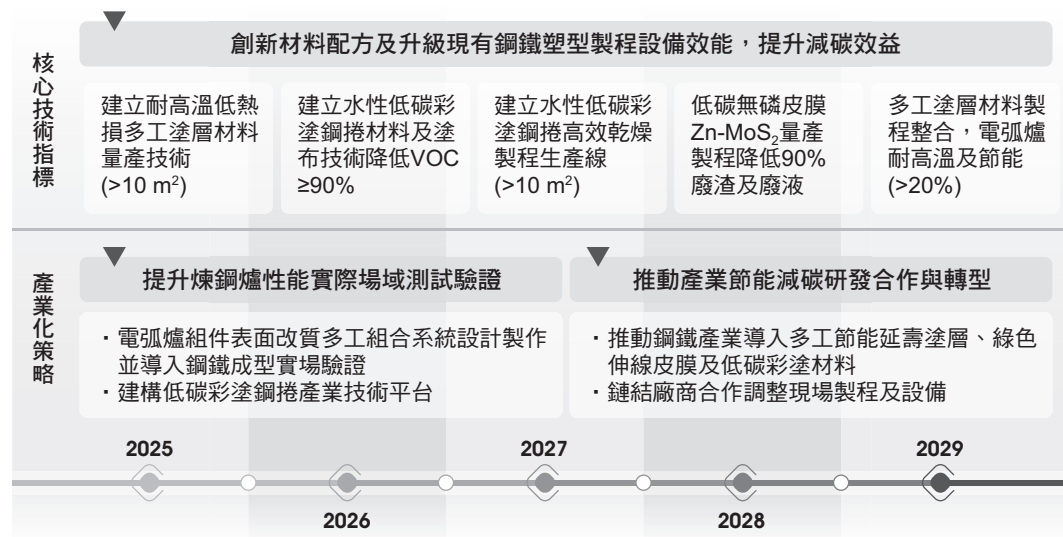 核心技術指標
創新材料配方及升級現有鋼鐵塑型製程設備效能，提升減碳效益
建立耐高溫低熱
損多工塗層材料
量產技術
(>10 m²)
建立水性低碳彩
塗鋼捲材料及塗
布技術降低VOC
≥90%
建立水性低碳彩
塗鋼捲高效乾燥
製程生產線
(>10 m²)
低碳無磷皮膜
Zn-MoS₂量產
製程降低90%
廢渣及廢液
多工塗層材料製
程整合，電弧爐
耐高溫及節能
(>20%)
產業化策略
提升煉鋼爐性能實際場域測試驗證
・電弧爐組件表面改質多工組合系統設計製作
並導入鋼鐵成型實場驗證
・建構低碳彩塗鋼捲產業技術平台
推動產業節能減碳研發合作與轉型
・推動鋼鐵產業導入多工節能延壽塗層、綠色
伸線皮膜及低碳彩塗材料
・鏈結廠商合作調整現場製程及設備
2025
2026
2027
2028
2029